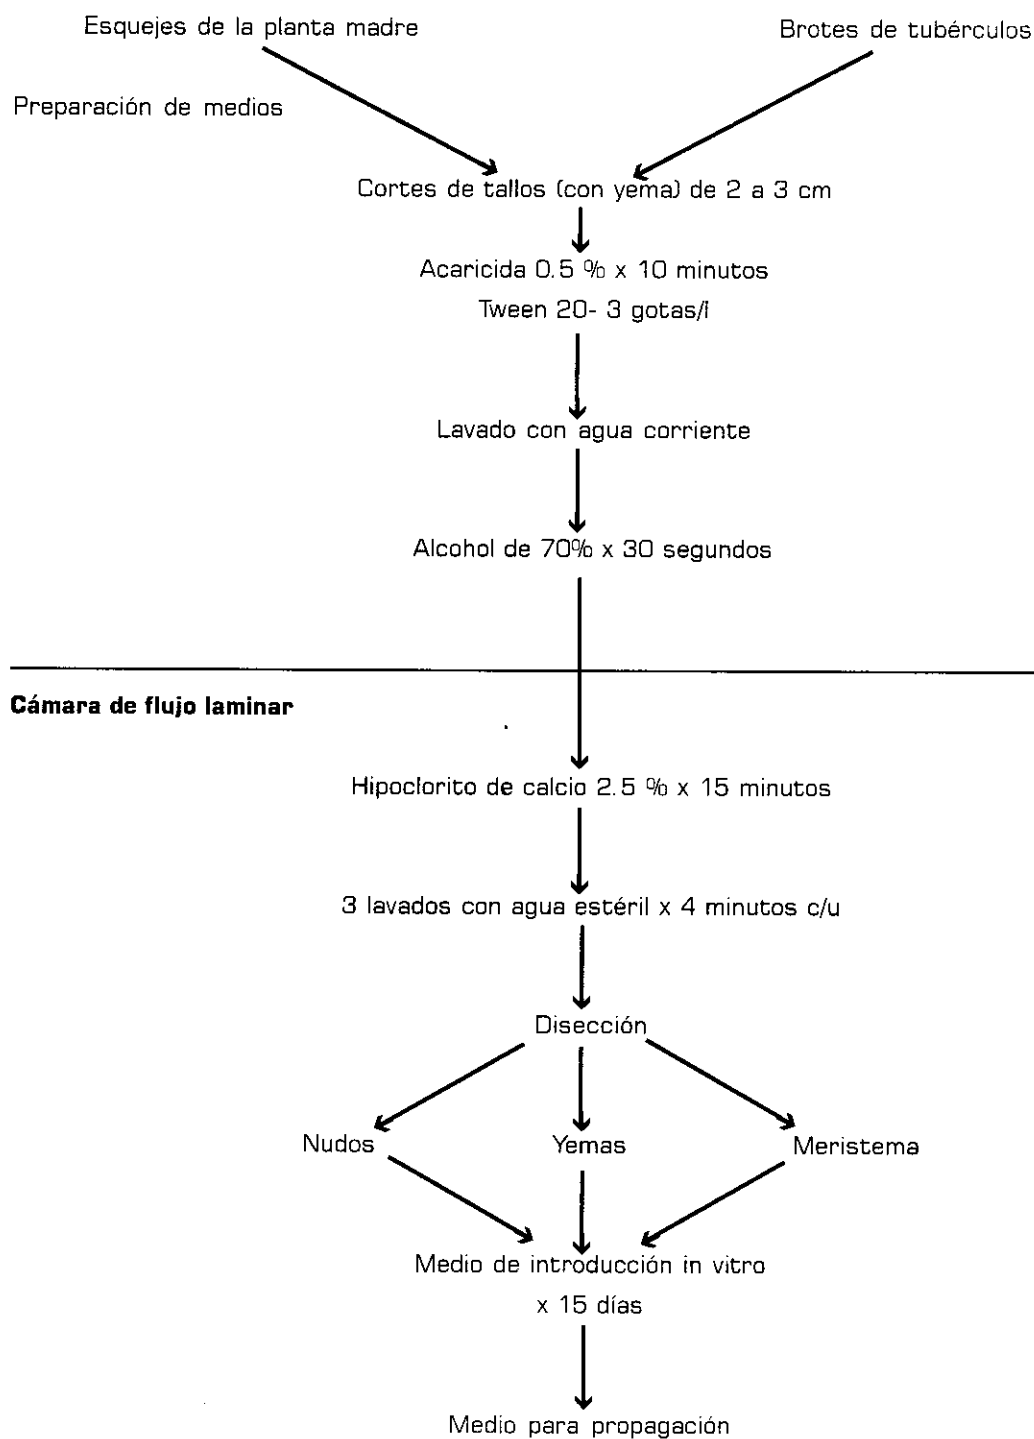 Esquejes de la planta madre
Brotes de tubérculos
Preparación de medios
Cortes de tallos (con yema) de 2 a 3 cm
Acaricida 0.5 % x 10 minutos
Tween 20- 3 gotas/l
Lavado con agua corriente
Alcohol de 70% x 30 segundos
Cámara de flujo laminar
Hipoclorito de calcio 2.5 % x 15 minutos
3 lavados con agua estéril x 4 minutos c/u
Disección
Nudos
Yemas
Meristema
Medio de introducción in vitro
x 15 días
Medio para propagación